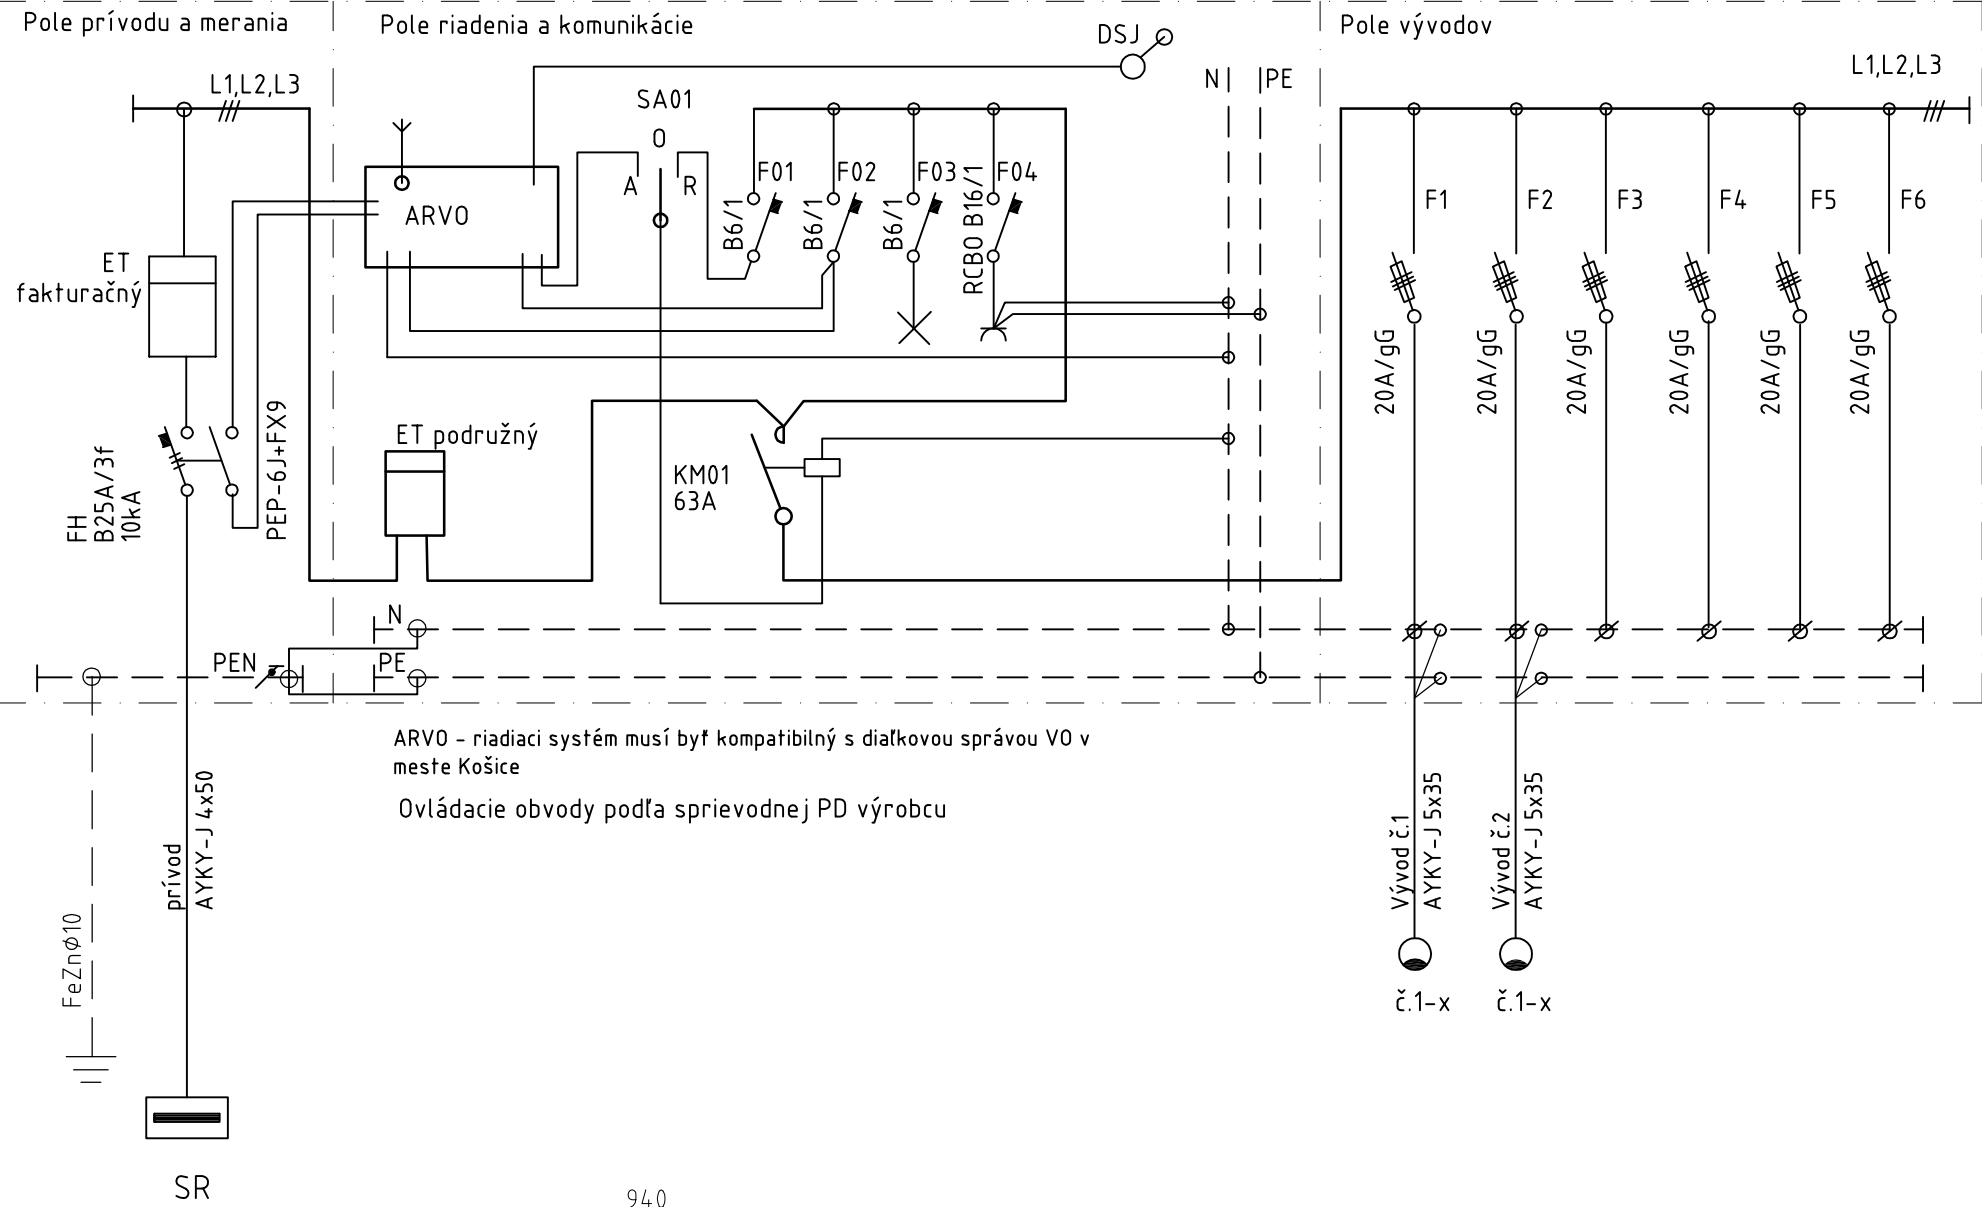 Pole prívodu a merania
Pole riadenia a komunikácie
Pole vývodov
DSJ
L1,L2,L3
SA01
0
A
R
N
PE
L1,L2,L3
ARVO
F01
F02
F03
F04
B6/1
B6/1
B6/1
RCBO B16/1
F1
F2
F3
F4
F5
F6
ET
fakturačný
20A/gG
20A/gG
20A/gG
20A/gG
20A/gG
20A/gG
FH
B25A/3f
10kA
PEP-6J+FX9
ET podružný
KM01
63A
N
PEN
PE
ARVO - riadiaci systém musí byť kompatibilný s diaľkovou správou VO v
meste Košice
Ovládacie obvody podľa sprievodnej PD výrobcu
prívod
AYKY-J 4x50
FeZnϕ10
Vývod č.1
AYKY-J 5x35
Vývod č.2
AYKY-J 5x35
č.1-x
č.1-x
SR
940